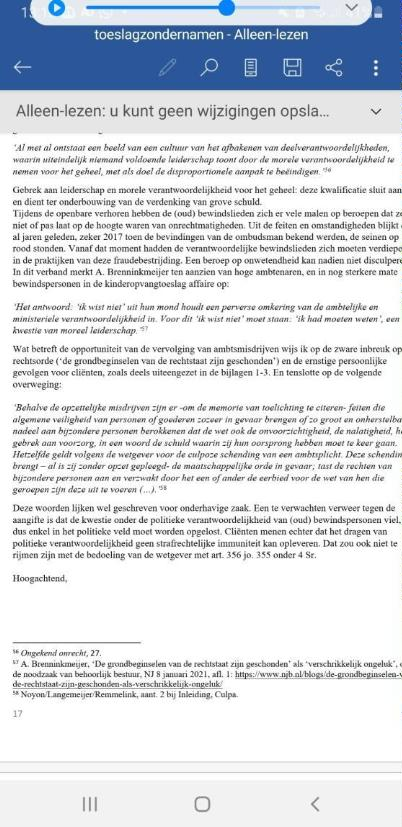 toeslagzondernamen - Alleen-lezen
Alleen-lezen: u kunt geen wijzigingen opsla...
'Al met al ontstaat een beeld van een cultuur van het afbakenen van deelverantwoordelijkheden,
waarin uiteindelijk niemand voldoende leiderschap toont door de morele verantwoordelijkheid te
nemen voor het geheel, met als doel de disproportionele aanpak te beëindigen. '56
Gebrek aan leiderschap en morele verantwoordelijkheid voor het geheel: deze kwalificatie sluit aan
en dient ter onderbouwing van de verdenking van grove schuld.
Tijdens de openbare verhoren hebben de (oud) bewindslieden zich er vele malen op beroepen dat ze
niet of pas laat op de hoogte waren van onrechtmatigheden. Uit de feiten en omstandigheden blijkt
al jaren geleden, zeker 2017 toen de bevindingen van de ombudsman bekend werden, de seinen op
rood stonden. Vanaf dat moment hadden de verantwoordelijke bewindslieden zich moeten verdiepe
in de praktijken van deze fraudebestrijding. Een beroep op onwetendheid kan nadien niet disculpere
In dit verband merkt A. Brenninkmeijer ten aanzien van hoge ambtenaren, en in nog sterkere mate
bewindspersonen in de kinderopvangtoeslag affaire op:
'Het antwoord: 'ik wist niet' uit hun mond houdt een perverse omkering van de ambtelijke en
ministeriele verantwoordelijkheid in. Voor dit 'ik wist niet' moet staan: 'ik had moeten weten', een
kwestie van moreel leiderschap. '57
Wat betreft de opportuniteit van de vervolging van ambtsmisdrijven wijs ik op de zware inbreuk op
rechtsorde ('de grondbeginselen van de rechtstaat zijn geschonden') en de ernstige persoonlijke
gevolgen voor cliënten, zoals deels uiteengezet in de bijlagen 1-3. En tenslotte op de volgende
overweging:
'Behalve de opzettelijke misdrijven zijn er -om de memorie van toelichting te citeren- feiten die
algemene veiligheid van personen of goederen zozeer in gevaar brengen of zo groot en onherstelba
nadeel aan bijzondere personen berokkenen dat de wet ook de onvoorzichtigheid, de nalatigheid, h
gebrek aan voorzorg, in een woord de schuld waarin zij hun oorsprong hebben moet te keer gaan.
Hetzelfde geldt volgens de wetgever voor de culpoze schending van een ambtsplicht. Deze schendin
brengt – al is zij zonder opzet gepleegd- de maatschappelijke orde in gevaar; tast de rechten van
bijzondere personen aan en verzwakt door het een of ander de eerbied voor de wet van hen die
geroepen zijn deze uit te voeren (...). '58
Deze woorden lijken wel geschreven voor onderhavige zaak. Een te verwachten verweer tegen de
aangifte is dat de kwestie onder de politieke verantwoordelijkheid van (oud) bewindspersonen viel,
dus enkel in het politieke veld moet worden opgelost. Cliënten menen echter dat het dragen van
politieke verantwoordelijkheid geen strafrechtelijke immuniteit kan opleveren. Dat zou ook niet te
rijmen zijn met de bedoeling van de wetgever met art. 356 jo. 355 onder 4 Sr.
Hoogachtend,
56 Ongekend onrecht, 27.
57 A. Brenninkmeijer, 'De grondbeginselen van de rechtstaat zijn geschonden' als 'verschrikkelijk ongeluk',
de noodzaak van behoorlijk bestuur, NJ 8 januari 2021, afl. 1: https://www.njb.nl/blogs/de-grondbeginselen-v
de-rechtstaat-zijn-geschonden-als-verschrikkelijk-ongeluk/
58 Noyon/Langemeijer/Remmelink, aant. 2 bij Inleiding, Culpa.
17